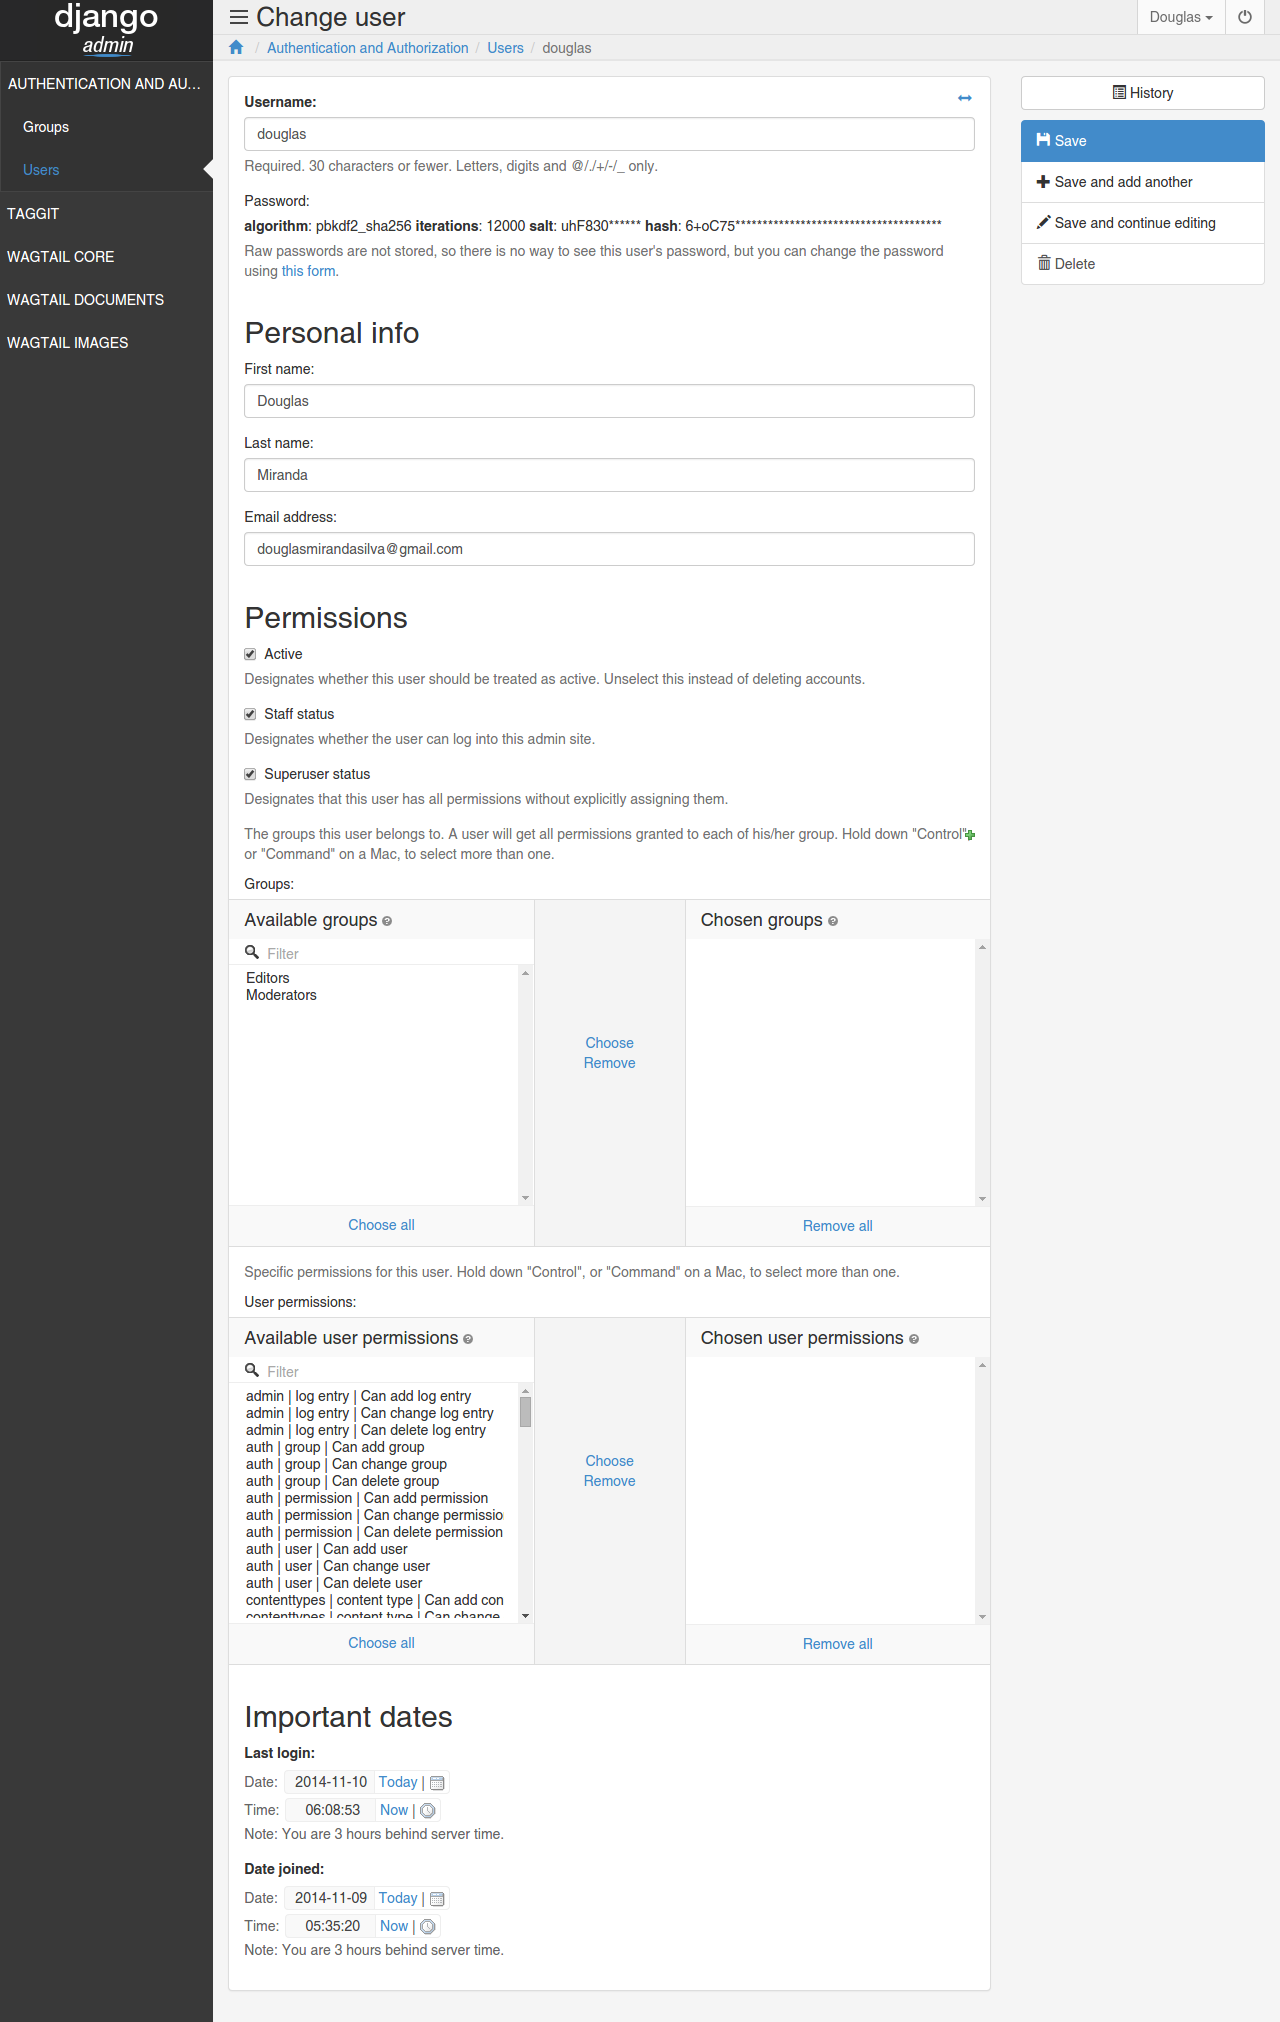 django
admin
Change user
Douglas
Authentication and Authorization / Users / douglas
AUTHENTICATION AND AU...
Groups
Users
TAGGIT
WAGTAIL CORE
WAGTAIL DOCUMENTS
WAGTAIL IMAGES
Username:
douglas
Required. 30 characters or fewer. Letters, digits and @/./+/-/_ only.
Password:
algorithm: pbkdf2_sha256 iterations: 12000 salt: uhF830****** hash: 6+oC75**************************************
Raw passwords are not stored, so there is no way to see this user's password, but you can change the password
using this form.
Personal info
First name:
Douglas
Last name:
Miranda
Email address:
douglasmirandasilva@gmail.com
Permissions
Active
Designates whether this user should be treated as active. Unselect this instead of deleting accounts.
Staff status
Designates whether the user can log into this admin site.
Superuser status
Designates that this user has all permissions without explicitly assigning them.
The groups this user belongs to. A user will get all permissions granted to each of his/her group. Hold down "Control",
or "Command" on a Mac, to select more than one.
Groups:
Available groups
Filter
Editors
Moderators
Choose all
Choose
Remove
Chosen groups
Remove all
Specific permissions for this user. Hold down "Control", or "Command" on a Mac, to select more than one.
User permissions:
Available user permissions
Filter
admin | log entry | Can add log entry
admin | log entry | Can change log entry
admin | log entry | Can delete log entry
auth | group | Can add group
auth | group | Can change group
auth | group | Can delete group
auth | permission | Can add permission
auth | permission | Can change permissio
auth | permission | Can delete permission
auth | user | Can add user
auth | user | Can change user
auth | user | Can delete user
contenttypes | content type | Can add con
contenttypes | content type | Can change
Choose all
Choose
Remove
Chosen user permissions
Remove all
Important dates
Last login:
Date: 2014-11-10 Today |
Time: 06:08:53 Now |
Note: You are 3 hours behind server time.
Date joined:
Date: 2014-11-09 Today |
Time: 05:35:20 Now |
Note: You are 3 hours behind server time.
History
Save
Save and add another
Save and continue editing
Delete